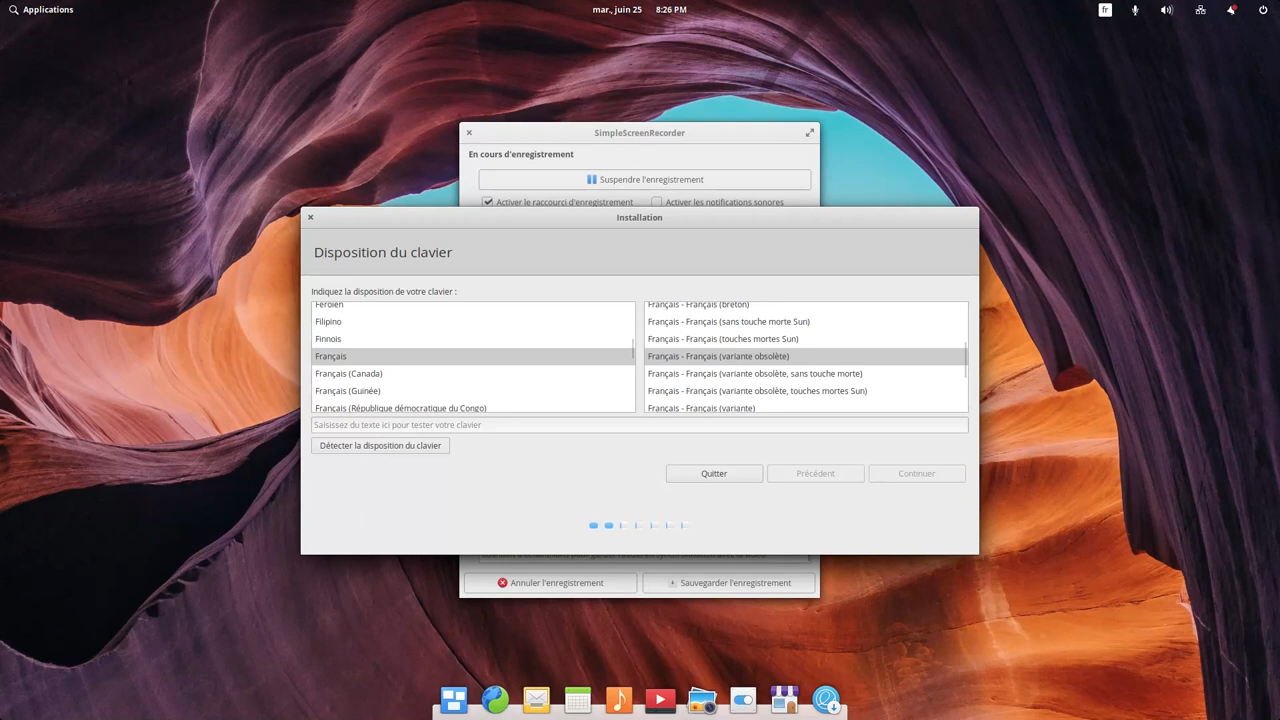 Applications
mar., juin 25 8:26 PM
fr
SimpleScreenRecorder
En cours d'enregistrement
Suspendre l'enregistrement
Activer le raccourci d'enregistrement Activer les notifications sonores
Installation
Disposition du clavier
Indiquez la disposition de votre clavier :
Féroïen
Filipino
Finnois
Français
Français (Canada)
Français (Guinée)
Français (République démocratique du Congo)
Français - Français (breton)
Français - Français (sans touche morte Sun)
Français - Français (touches mortes Sun)
Français - Français (variante obsolète)
Français - Français (variante obsolète, sans touche morte)
Français - Français (variante obsolète, touches mortes Sun)
Français - Français (variante)
Saisissez du texte ici pour tester votre clavier
Détecter la disposition du clavier
Quitter
Précédent
Continuer
Annuler l'enregistrement
Sauvegarder l'enregistrement